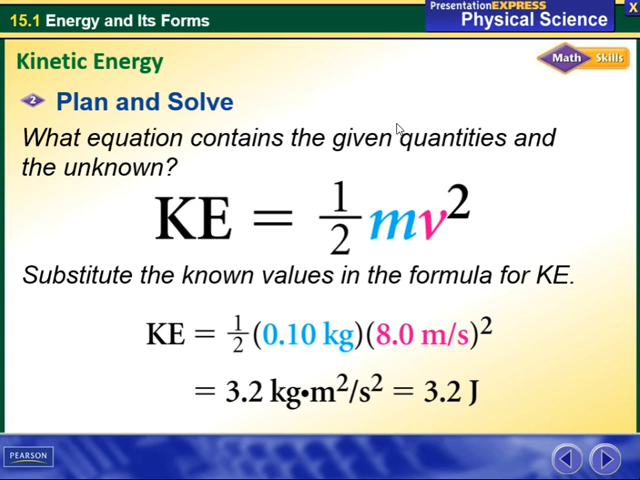 Presentation EXPRESS
15.1 Energy and Its Forms
Physical Science
X
Kinetic Energy
Math Skills
2 Plan and Solve
What equation contains the given quantities and
the unknown?
KE = 1/2 mv²
Substitute the known values in the formula for KE.
KE = 1/2 (0.10 kg)(8.0 m/s)²
= 3.2 kg•m²/s² = 3.2 J
PEARSON